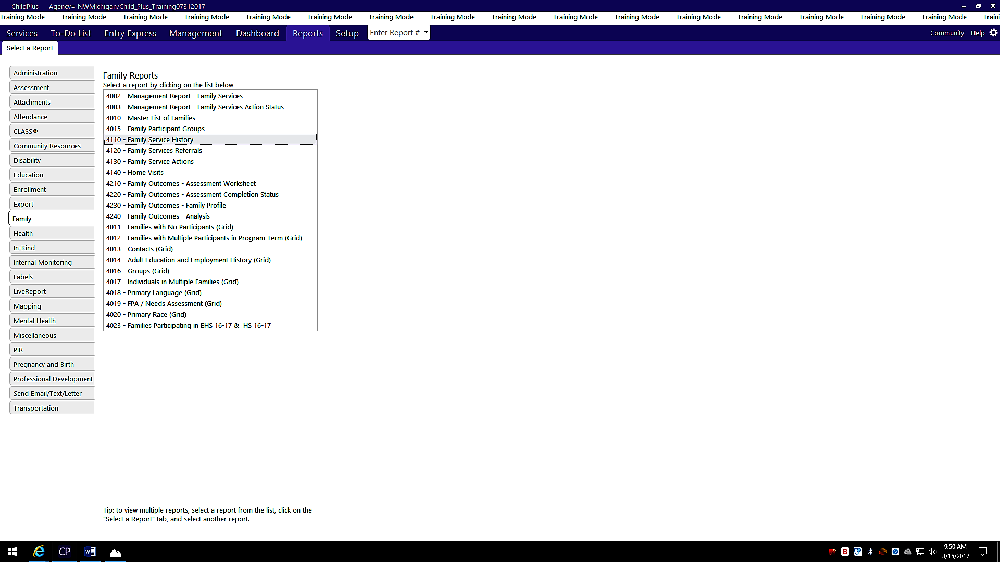 ChildPlus Agency= NWMichigan/Child_Plus_Training07312017
Training Mode Training Mode Training Mode Training Mode Training Mode Training Mode Training Mode Training Mode Training Mode Training Mode Training Mode Training Mode Training Mode Training Mode Training Mode Training Mode Traini
Services To-Do List Entry Express Management Dashboard Reports Setup Enter Report # Community Help
Select a Report
Administration
Assessment
Attachments
Attendance
CLASS®
Community Resources
Disability
Education
Enrollment
Export
Family
Health
In-Kind
Internal Monitoring
Labels
LiveReport
Mapping
Mental Health
Miscellaneous
PIR
Pregnancy and Birth
Professional Development
Send Email/Text/Letter
Transportation
Family Reports
Select a report by clicking on the list below
4002 - Management Report - Family Services
4003 - Management Report - Family Services Action Status
4010 - Master List of Families
4015 - Family Participant Groups
4110 - Family Service History
4120 - Family Services Referrals
4130 - Family Service Actions
4140 - Home Visits
4210 - Family Outcomes - Assessment Worksheet
4220 - Family Outcomes - Assessment Completion Status
4230 - Family Outcomes - Family Profile
4240 - Family Outcomes - Analysis
4011 - Families with No Participants (Grid)
4012 - Families with Multiple Participants in Program Term (Grid)
4013 - Contacts (Grid)
4014 - Adult Education and Employment History (Grid)
4016 - Groups (Grid)
4017 - Individuals in Multiple Families (Grid)
4018 - Primary Language (Grid)
4019 - FPA / Needs Assessment (Grid)
4020 - Primary Race (Grid)
4023 - Families Participating in EHS 16-17 & HS 16-17
Tip: to view multiple reports, select a report from the list, click on the
"Select a Report" tab, and select another report.
CP
9:50 AM
8/15/2017